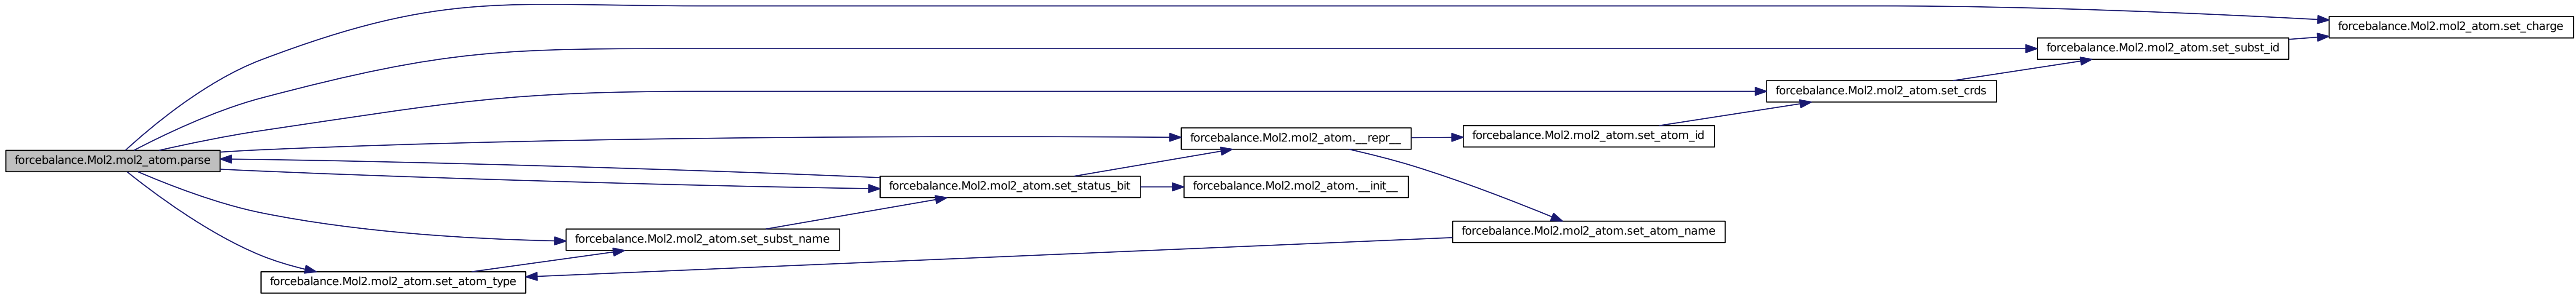 forcebalance.Mol2.mol2_atom.set_charge
forcebalance.Mol2.mol2_atom.set_subst_id
forcebalance.Mol2.mol2_atom.set_crds
forcebalance.Mol2.mol2_atom.__repr__
forcebalance.Mol2.mol2_atom.set_atom_id
forcebalance.Mol2.mol2_atom.parse
forcebalance.Mol2.mol2_atom.set_status_bit
forcebalance.Mol2.mol2_atom.__init__
forcebalance.Mol2.mol2_atom.set_atom_name
forcebalance.Mol2.mol2_atom.set_subst_name
forcebalance.Mol2.mol2_atom.set_atom_type